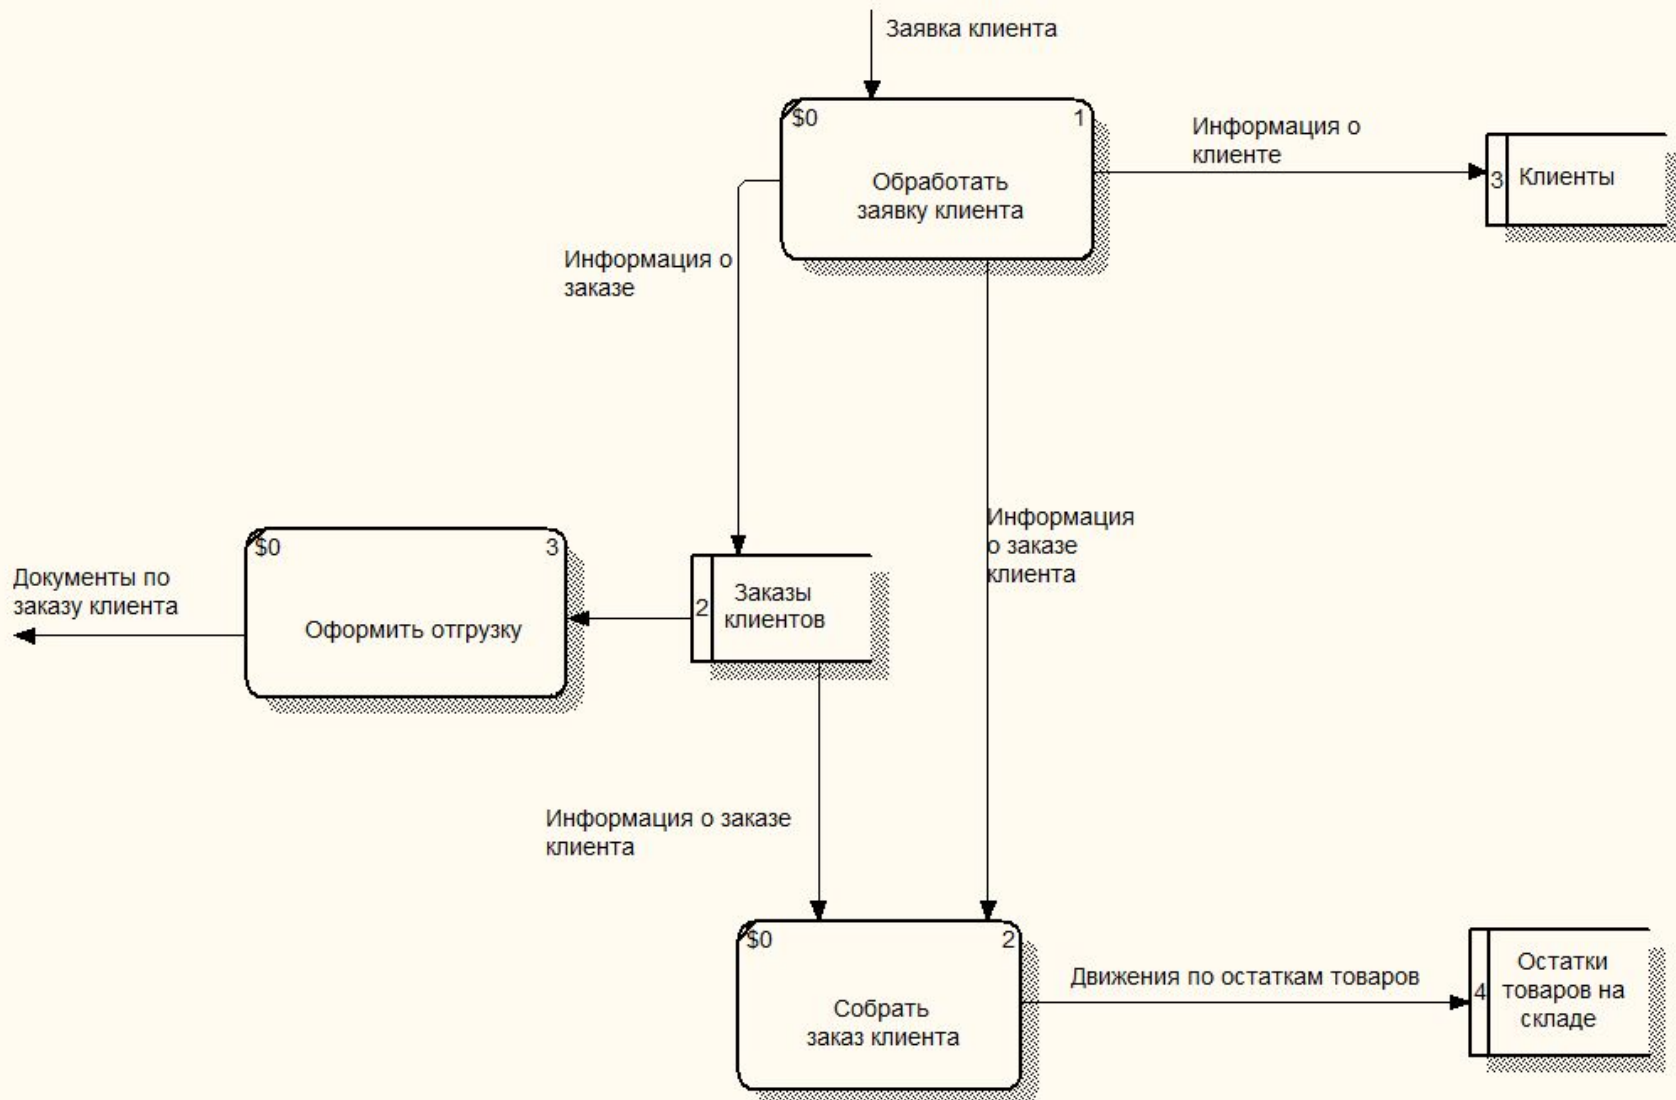 Заявка клиента
$0 1
Обработать
заявку клиента
Информация о
клиенте
3 Клиенты
Информация о
заказе
Информация
о заказе
клиента
$0 3
Оформить отгрузку
Документы по
заказу клиента
2 Заказы
клиентов
Информация о заказе
клиента
$0 2
Собрать
заказ клиента
Движения по остаткам товаров
Остатки
4 товаров на
складе